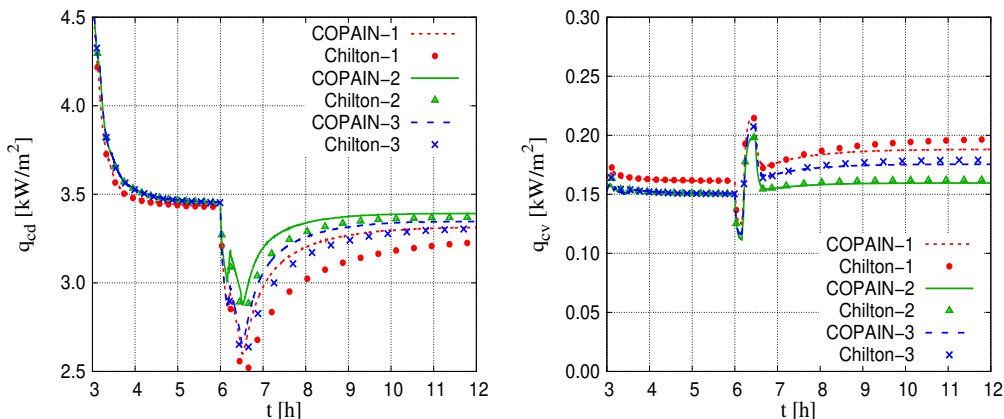 4.5
4.0
3.5
3.0
2.5
q_cd [kW/m^2]
COPAIN-1
Chilton-1
COPAIN-2
Chilton-2
COPAIN-3
Chilton-3
3 4 5 6 7 8 9 10 11 12
t [h]
0.30
0.25
0.20
0.15
0.10
0.05
0.00
q_cv [kW/m^2]
COPAIN-1
Chilton-1
COPAIN-2
Chilton-2
COPAIN-3
Chilton-3
3 4 5 6 7 8 9 10 11 12
t [h]